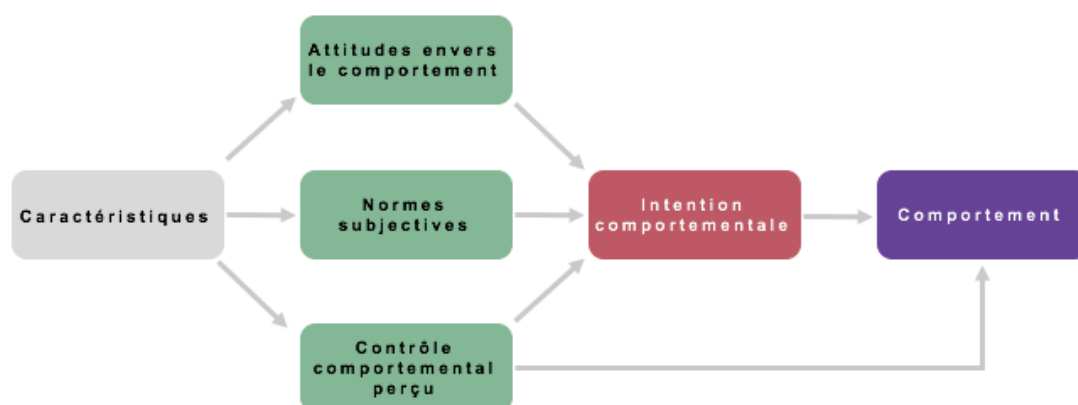 Attitudes envers
le comportement
Caractéristiques
Normes
subjectives
Intention
comportementale
Comportement
Contrôle
comportemental
perçu